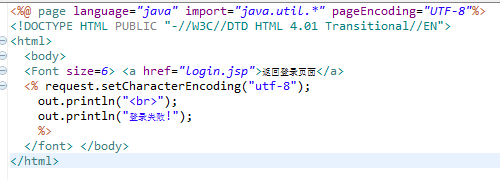 <%@ page language="java" import="java.util.*" pageEncoding="UTF-8"%>
<!DOCTYPE HTML PUBLIC "-//W3C//DTD HTML 4.01 Transitional//EN">
<html>
<body>
<Font size=6> <a href="login.jsp">返回登录页面</a>
<% request.setCharacterEncoding("utf-8");
out.println("<br>");
out.println("登录失败!");
%>
</font> </body>
</html>